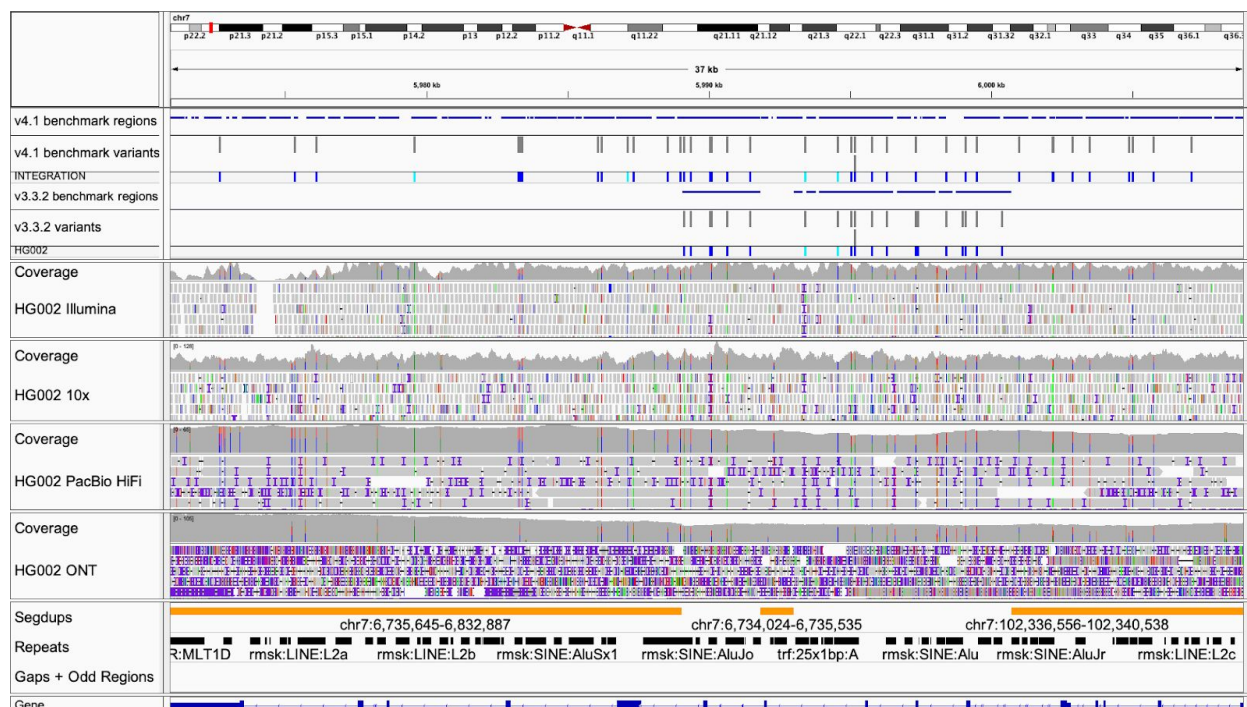 chr7
p22.2 p21.3 p21.2 p15.3 p15.1 p14.2 p13 p12.2 p11.2 q11.1 q11.22 q21.11 q21.12 q21.3 q22.1 q22.3 q31.1 q31.2 q31.32 q32.1 q33 q34 q35 q36.1 q36.
37 kb
5,980 kb 5,990 kb 6,000 kb
v4.1 benchmark regions
v4.1 benchmark variants
INTEGRATION
v3.3.2 benchmark regions
v3.3.2 variants
HG002
Coverage
HG002 Illumina
Coverage
[0 - 128]
HG002 10x
Coverage
HG002 PacBio HiFi
Coverage
HG002 ONT
Segdups
chr7:6,735,645-6,832,887 chr7:6,734,024-6,735,535 chr7:102,336,556-102,340,538
Repeats
R:MLT1D rmsk:LINE:L2a rmsk:LINE:L2b rmsk:SINE:AluSx1 rmsk:SINE:AluJo trf:25x1bp:A rmsk:SINE:Alu rmsk:SINE:AluJr rmsk:LINE:L2c
Gaps + Odd Regions
Gene